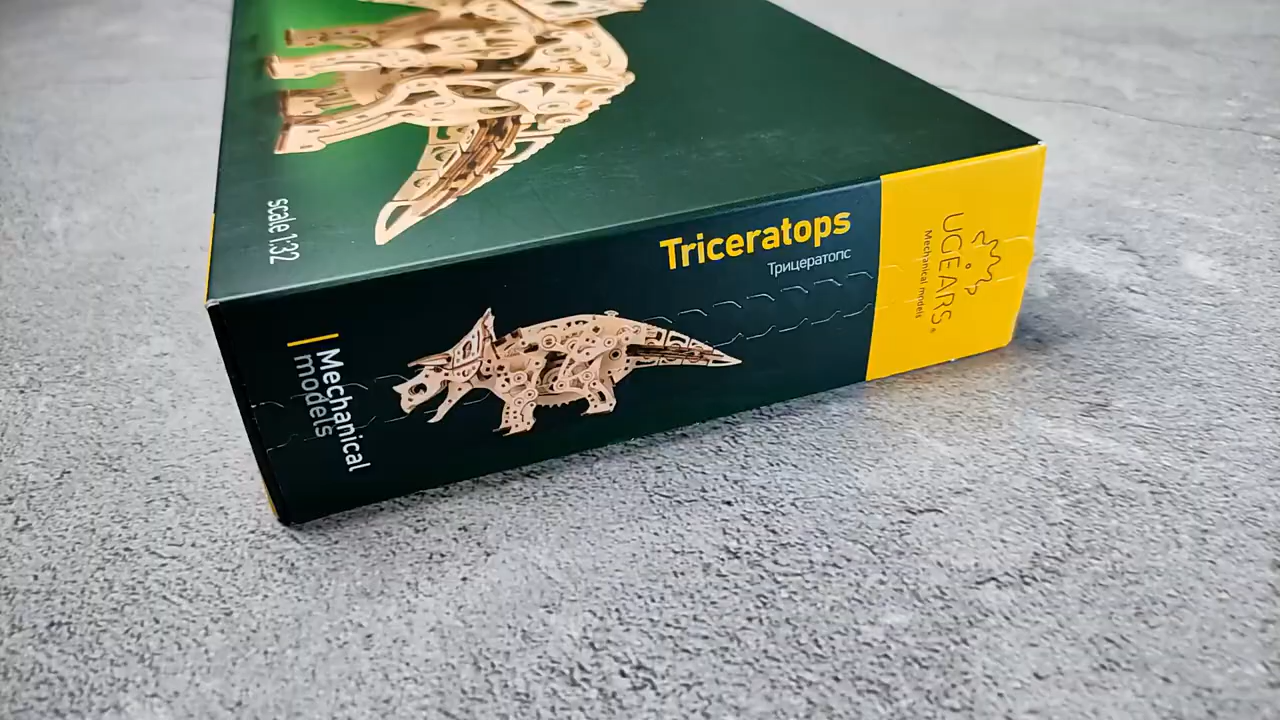 scale 1:32
Triceratops
Трицератопс
Mechanical
models
UGEARS®
Mechanical models